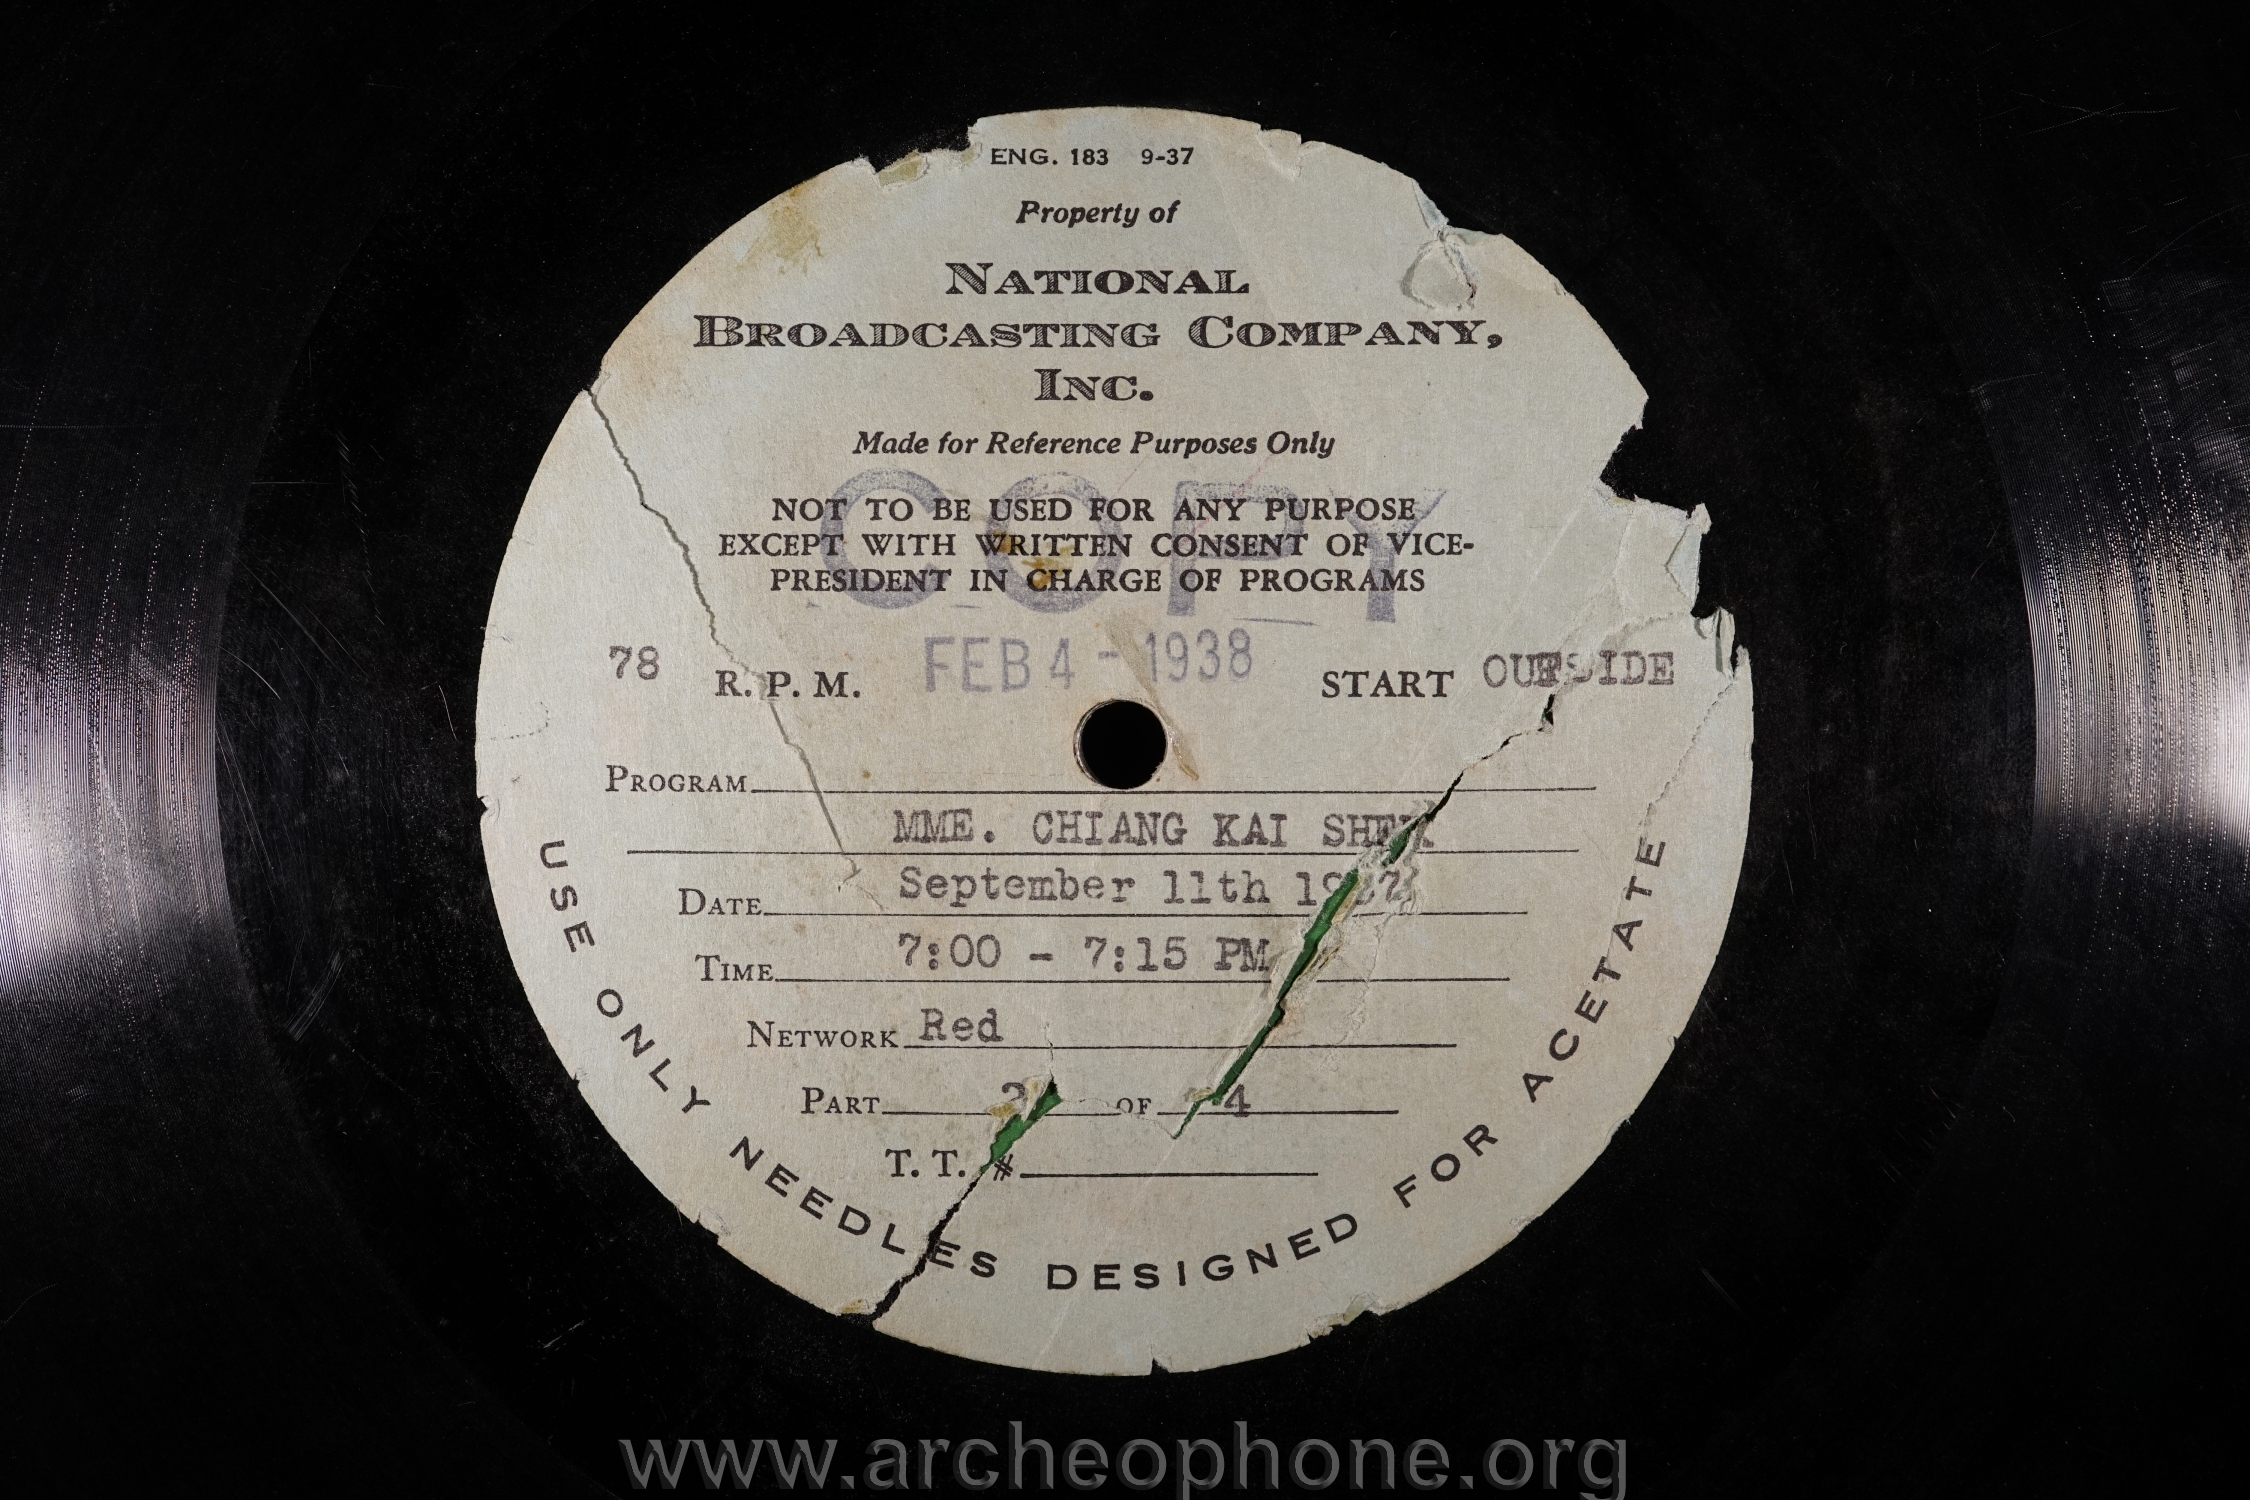 ENG. 183 9-37
Property of
NATIONAL
BROADCASTING COMPANY,
INC.
Made for Reference Purposes Only
COPY
NOT TO BE USED FOR ANY PURPOSE
EXCEPT WITH WRITTEN CONSENT OF VICE-
PRESIDENT IN CHARGE OF PROGRAMS
78 R. P. M. FEB 4 - 1938 START OUTSIDE
PROGRAM
MME. CHIANG KAI SHEK
DATE September 11th 1937
TIME 7:00 - 7:15 PM
NETWORK Red
PART OF 4
T. T. #
USE ONLY NEEDLES DESIGNED FOR ACETATE
www.archeophone.org